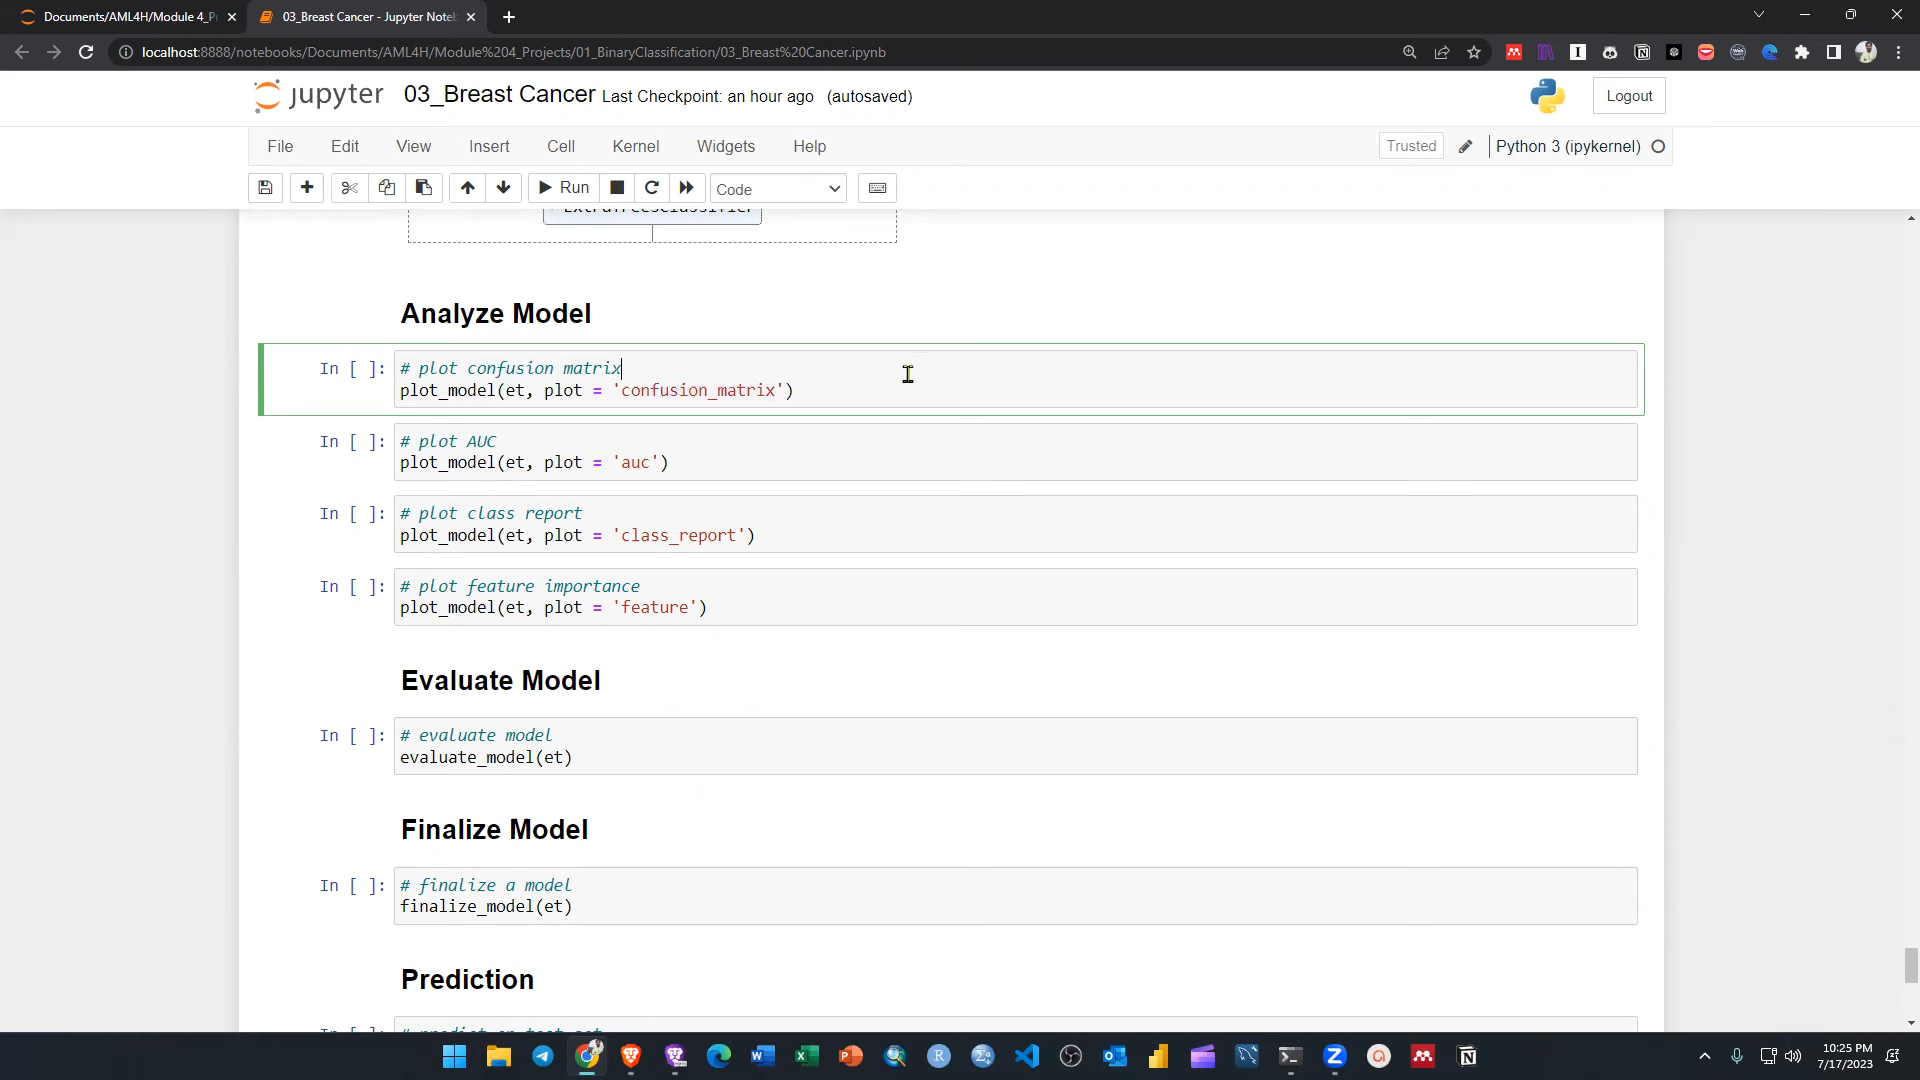 Documents/AML4H/Module 4_P
03_Breast Cancer - Jupyter Noteb
localhost:8888/notebooks/Documents/AML4H/Module%204_Projects/01_BinaryClassification/03_Breast%20Cancer.ipynb
jupyter 03_Breast Cancer Last Checkpoint: an hour ago (autosaved)
Logout
File Edit View Insert Cell Kernel Widgets Help
Trusted
Python 3 (ipykernel)
Run
Code
ExtraTreesClassifier
Analyze Model
In [ ]: # plot confusion matrix
plot_model(et, plot = 'confusion_matrix')
In [ ]: # plot AUC
plot_model(et, plot = 'auc')
In [ ]: # plot class report
plot_model(et, plot = 'class_report')
In [ ]: # plot feature importance
plot_model(et, plot = 'feature')
Evaluate Model
In [ ]: # evaluate model
evaluate_model(et)
Finalize Model
In [ ]: # finalize a model
finalize_model(et)
Prediction
10:25 PM
7/17/2023